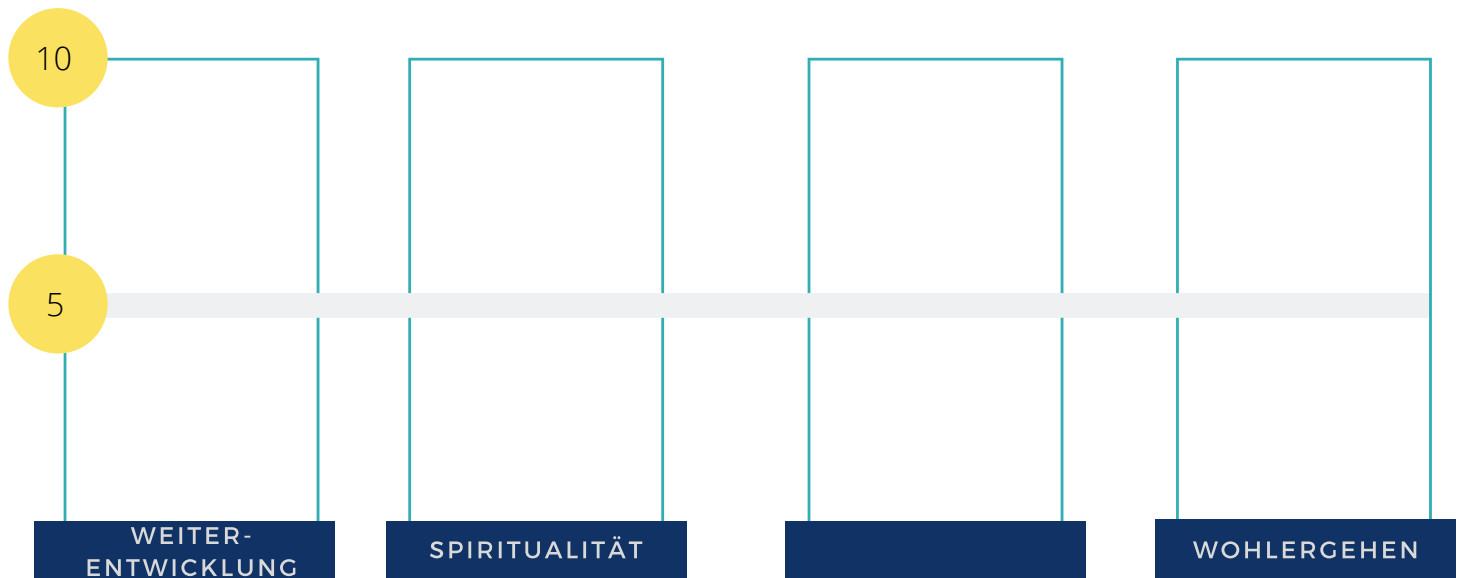 10
5
WEITER-
ENTWICKLUNG
SPIRITUALITÄT
WOHLERGEHEN